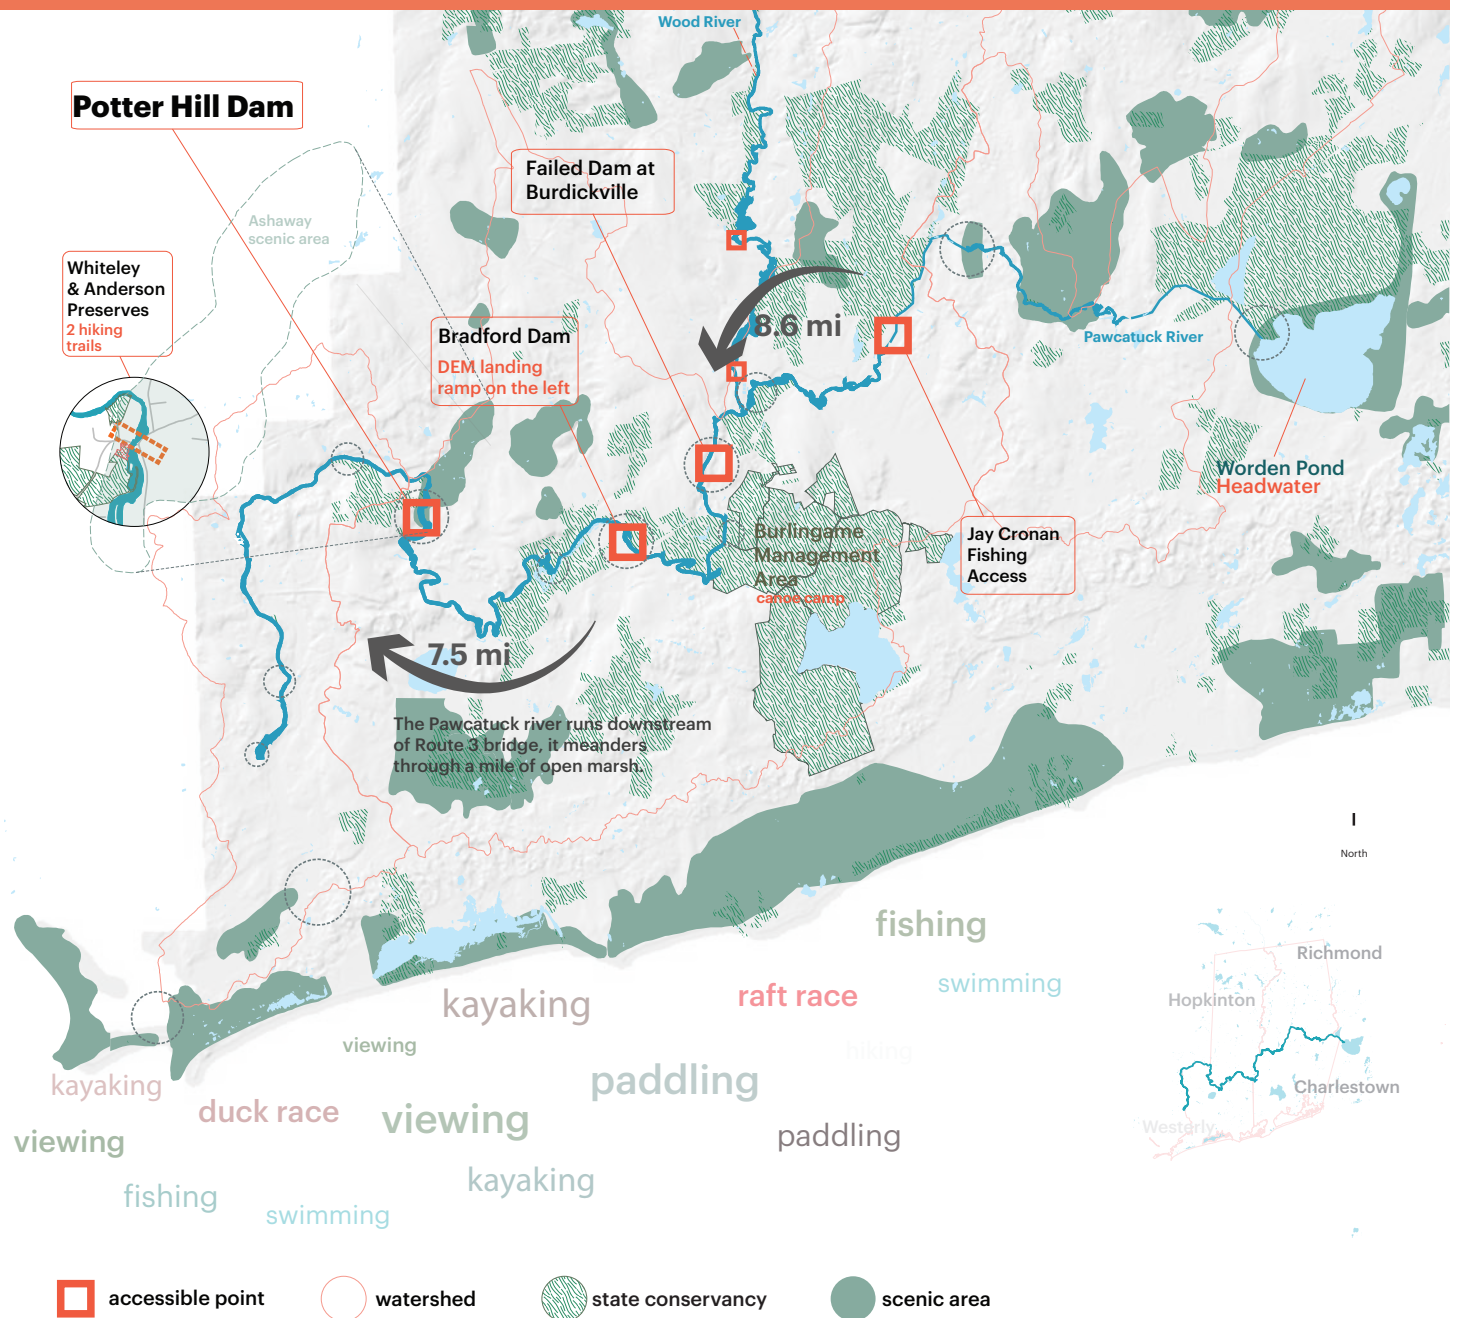 Wood River
Potter Hill Dam
Failed Dam at
Burdickville
Ashaway
scenic area
Whiteley
& Anderson
Preserves
2 hiking
trails
8.6 mi
Bradford Dam
DEM landing
ramp on the left
Pawcatuck River
Worden Pond
Headwater
Burlingame
Management
Area
canoe camp
Jay Cronan
Fishing
Access
7.5 mi
The Pawcatuck river runs downstream
of Route 3 bridge, it meanders
through a mile of open marsh.
North
fishing
swimming
raft race
kayaking
viewing
hiking
paddling
kayaking
duck race
viewing
viewing
paddling
kayaking
fishing
swimming
Richmond
Hopkinton
Charlestown
Westerly
accessible point
watershed
state conservancy
scenic area